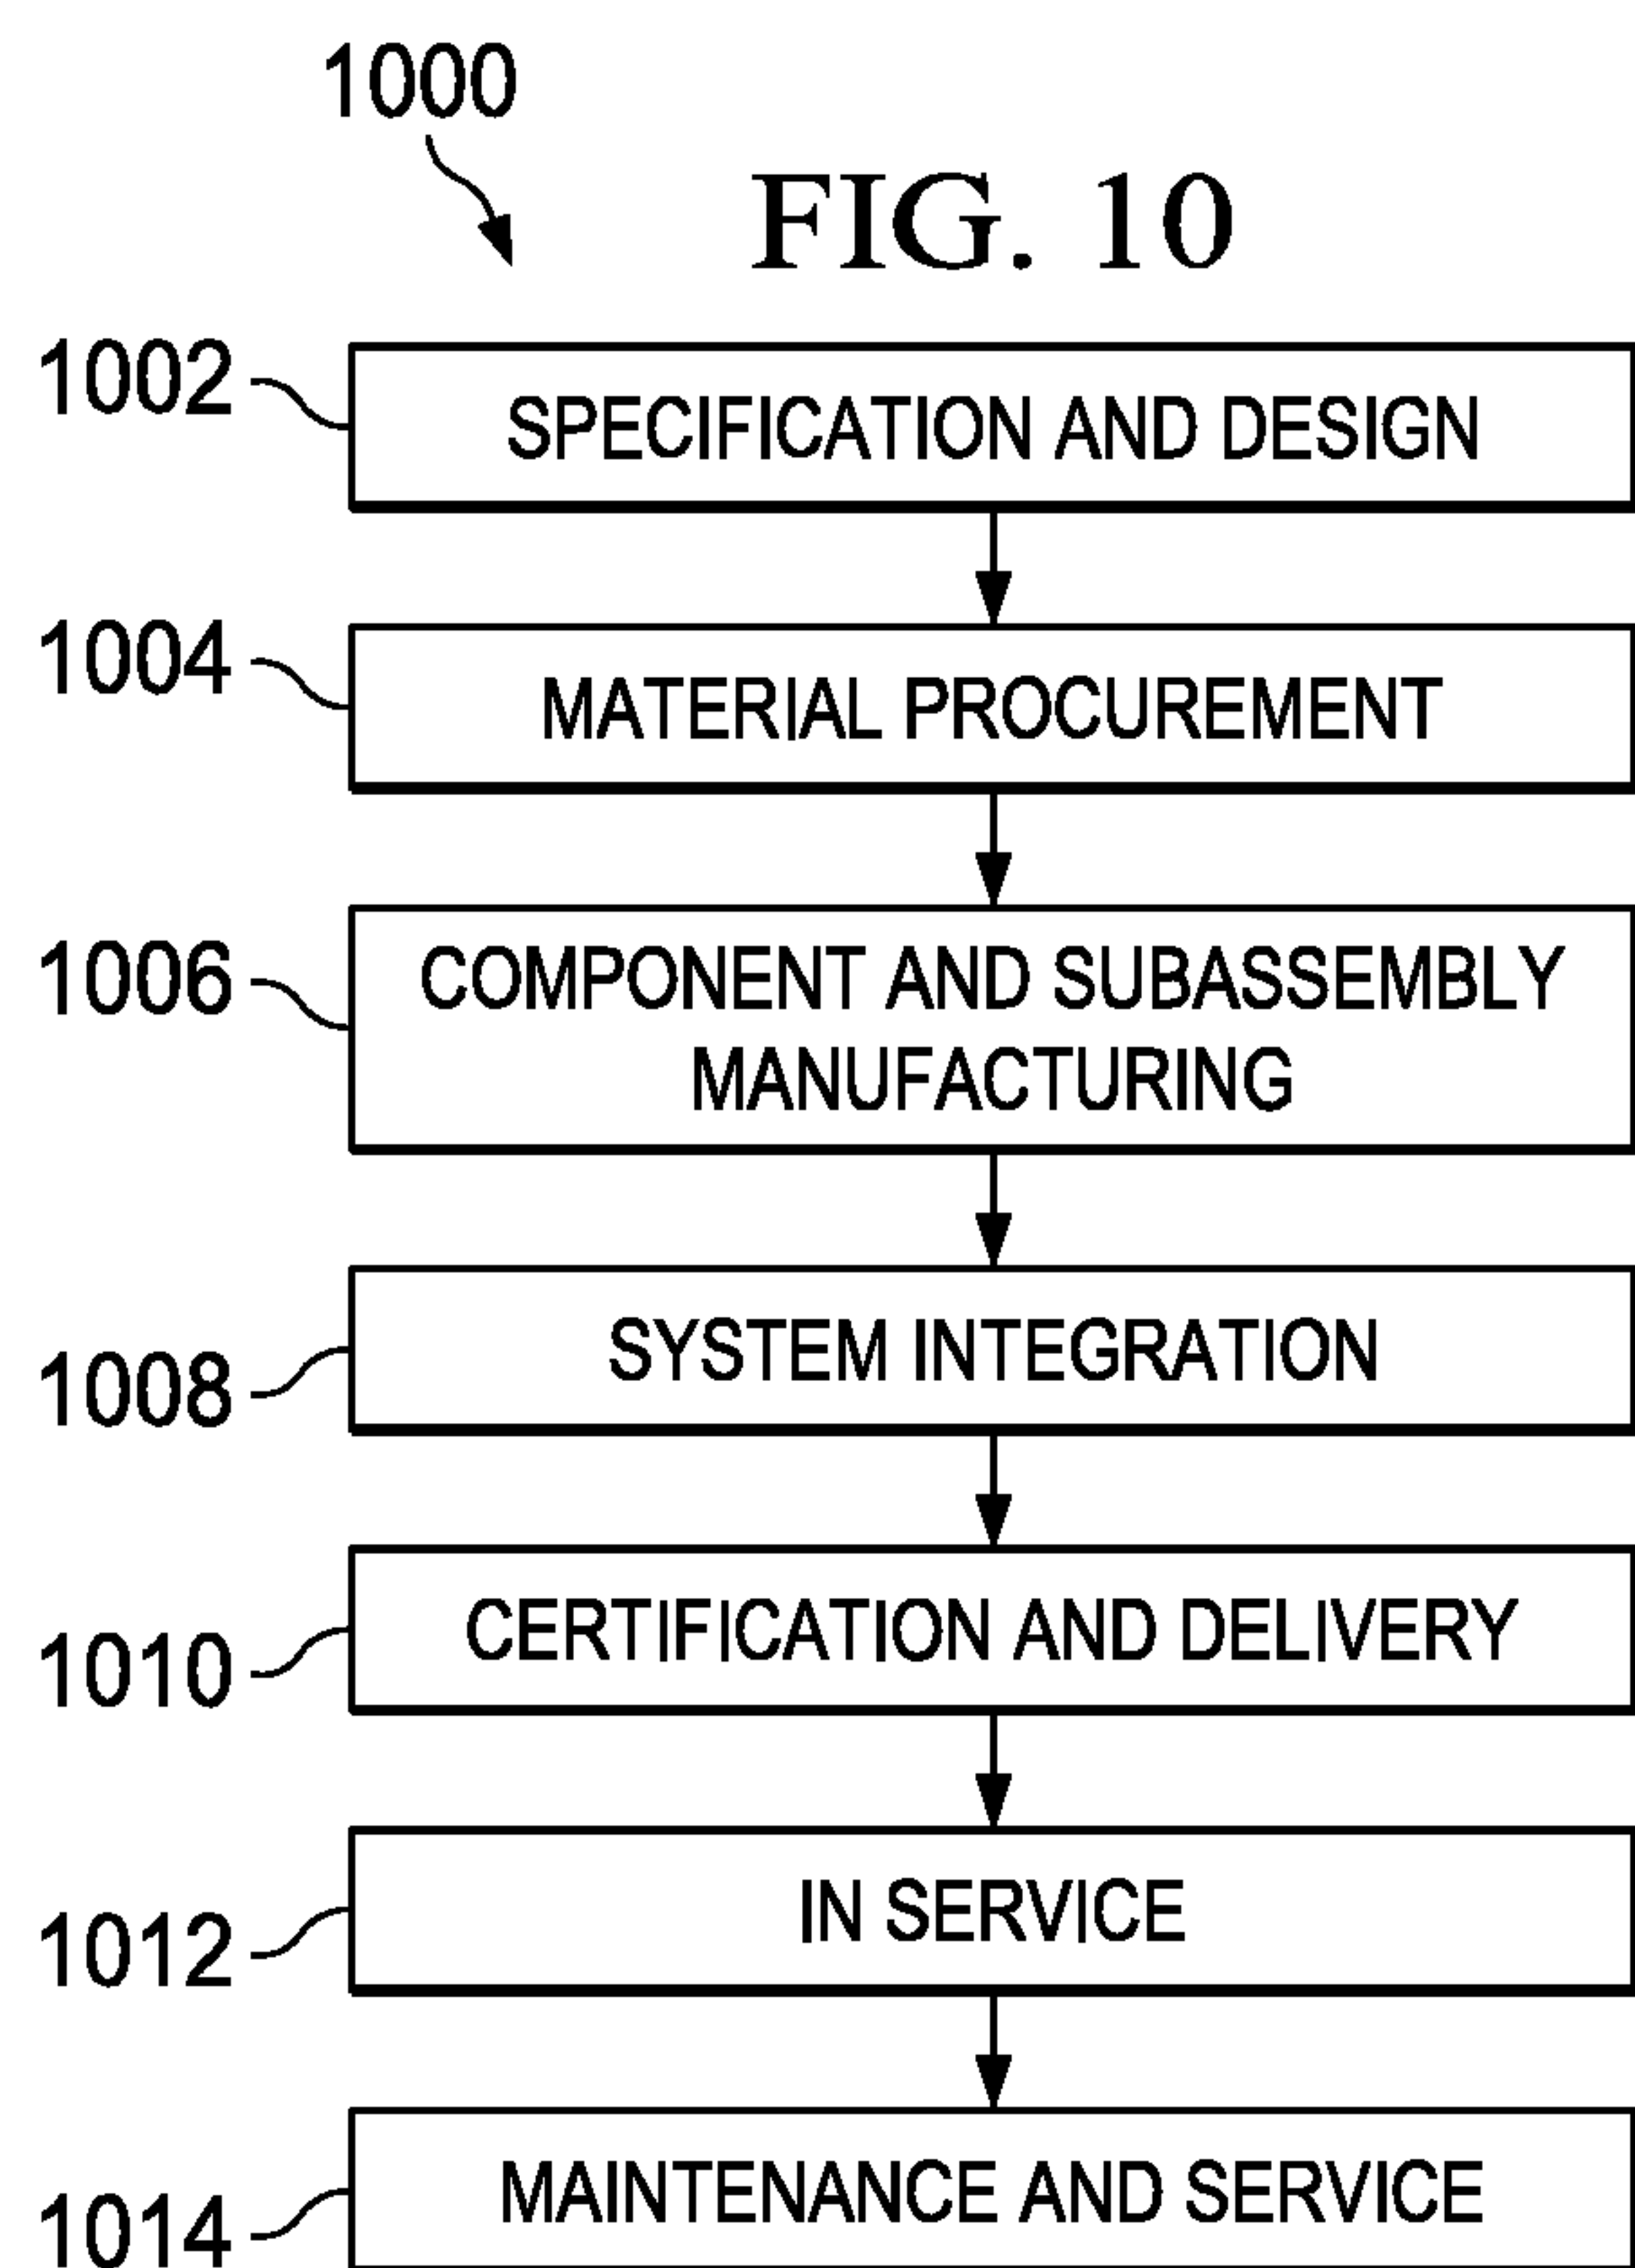 1000
FIG. 10
1002
SPECIFICATION AND DESIGN
1004
MATERIAL PROCUREMENT
1006
COMPONENT AND SUBASSEMBLY
MANUFACTURING
1008
SYSTEM INTEGRATION
1010
CERTIFICATION AND DELIVERY
1012
IN SERVICE
1014
MAINTENANCE AND SERVICE